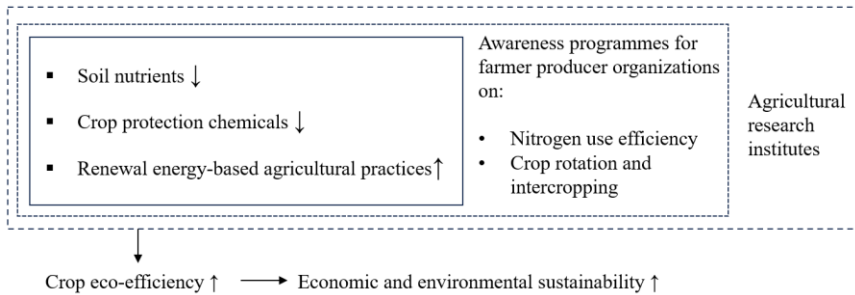 ▪ Soil nutrients ↓
▪ Crop protection chemicals ↓
▪ Renewal energy-based agricultural practices ↑
Awareness programmes for
farmer producer organizations
on:
• Nitrogen use efficiency
• Crop rotation and
intercropping
Agricultural
research
institutes
Crop eco-efficiency ↑ → Economic and environmental sustainability ↑